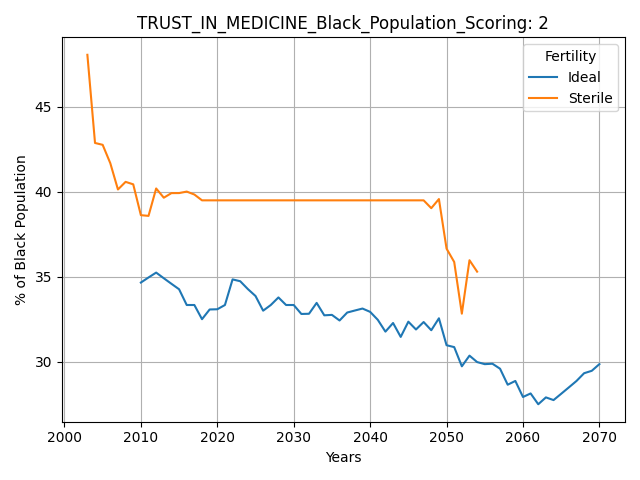 TRUST_IN_MEDICINE_Black_Population_Scoring: 2
Fertility
Ideal
Sterile
% of Black Population
45
40
35
30
2000 2010 2020 2030 2040 2050 2060 2070
Years